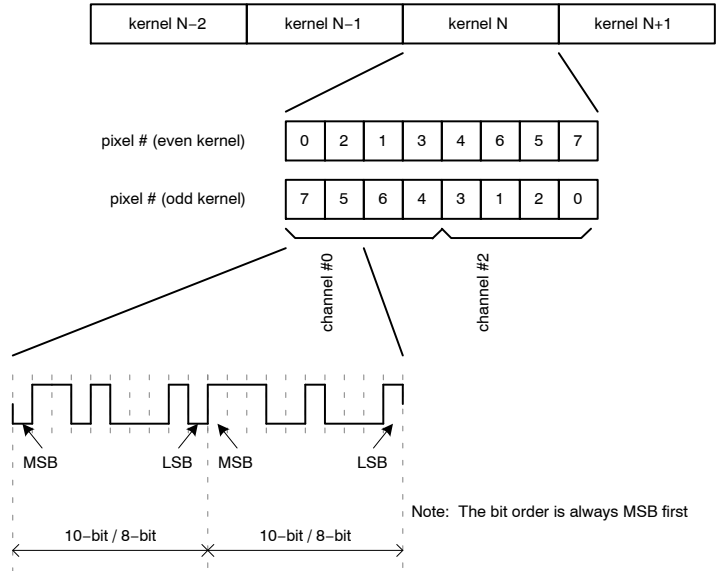 kernel N−2 kernel N−1 kernel N kernel N+1
pixel # (even kernel) 0 2 1 3 4 6 5 7
pixel # (odd kernel) 7 5 6 4 3 1 2 0
channel #0 channel #2
MSB LSB MSB LSB
Note: The bit order is always MSB first
10−bit / 8−bit 10−bit / 8−bit